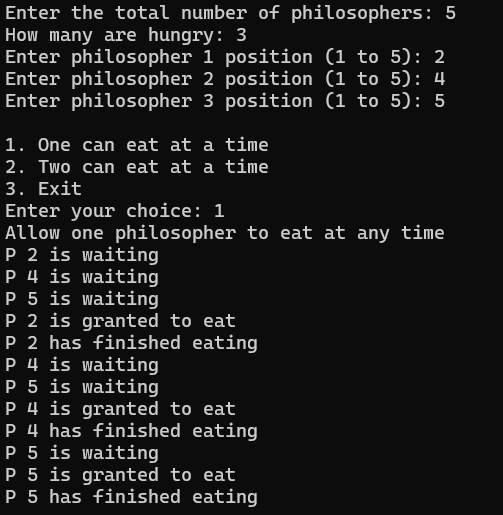 Enter the total number of philosophers: 5
How many are hungry: 3
Enter philosopher 1 position (1 to 5): 2
Enter philosopher 2 position (1 to 5): 4
Enter philosopher 3 position (1 to 5): 5

1. One can eat at a time
2. Two can eat at a time
3. Exit
Enter your choice: 1
Allow one philosopher to eat at any time
P 2 is waiting
P 4 is waiting
P 5 is waiting
P 2 is granted to eat
P 2 has finished eating
P 4 is waiting
P 5 is waiting
P 4 is granted to eat
P 4 has finished eating
P 5 is waiting
P 5 is granted to eat
P 5 has finished eating